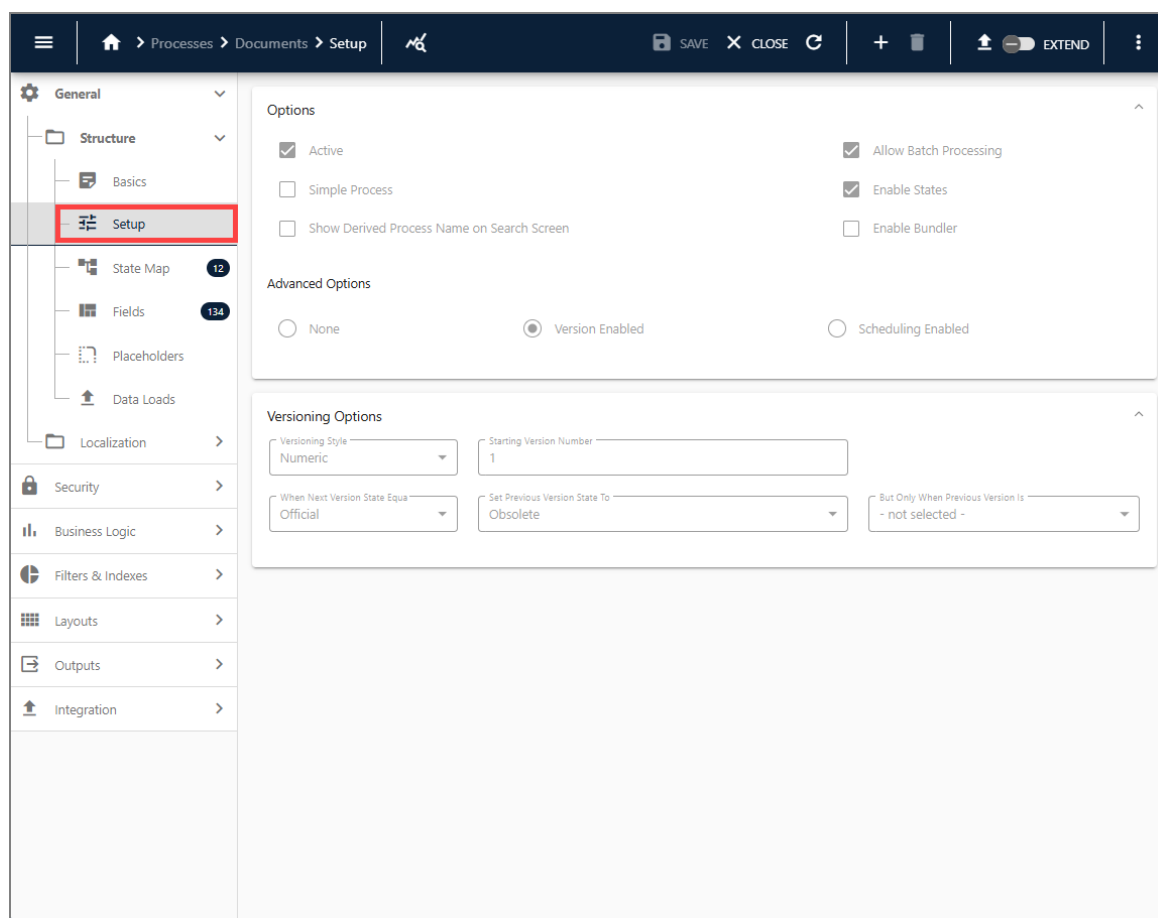 Processes Documents Setup SAVE CLOSE EXTEND
General
Structure
Basics
Setup
State Map 12
Fields 134
Placeholders
Data Loads
Localization
Security
Business Logic
Filters & Indexes
Layouts
Outputs
Integration
Options
Active Allow Batch Processing
Simple Process Enable States
Show Derived Process Name on Search Screen Enable Bundler
Advanced Options
None Version Enabled Scheduling Enabled
Versioning Options
Versioning Style Starting Version Number
Numeric 1
When Next Version State Equa Set Previous Version State To But Only When Previous Version Is
Official Obsolete - not selected -